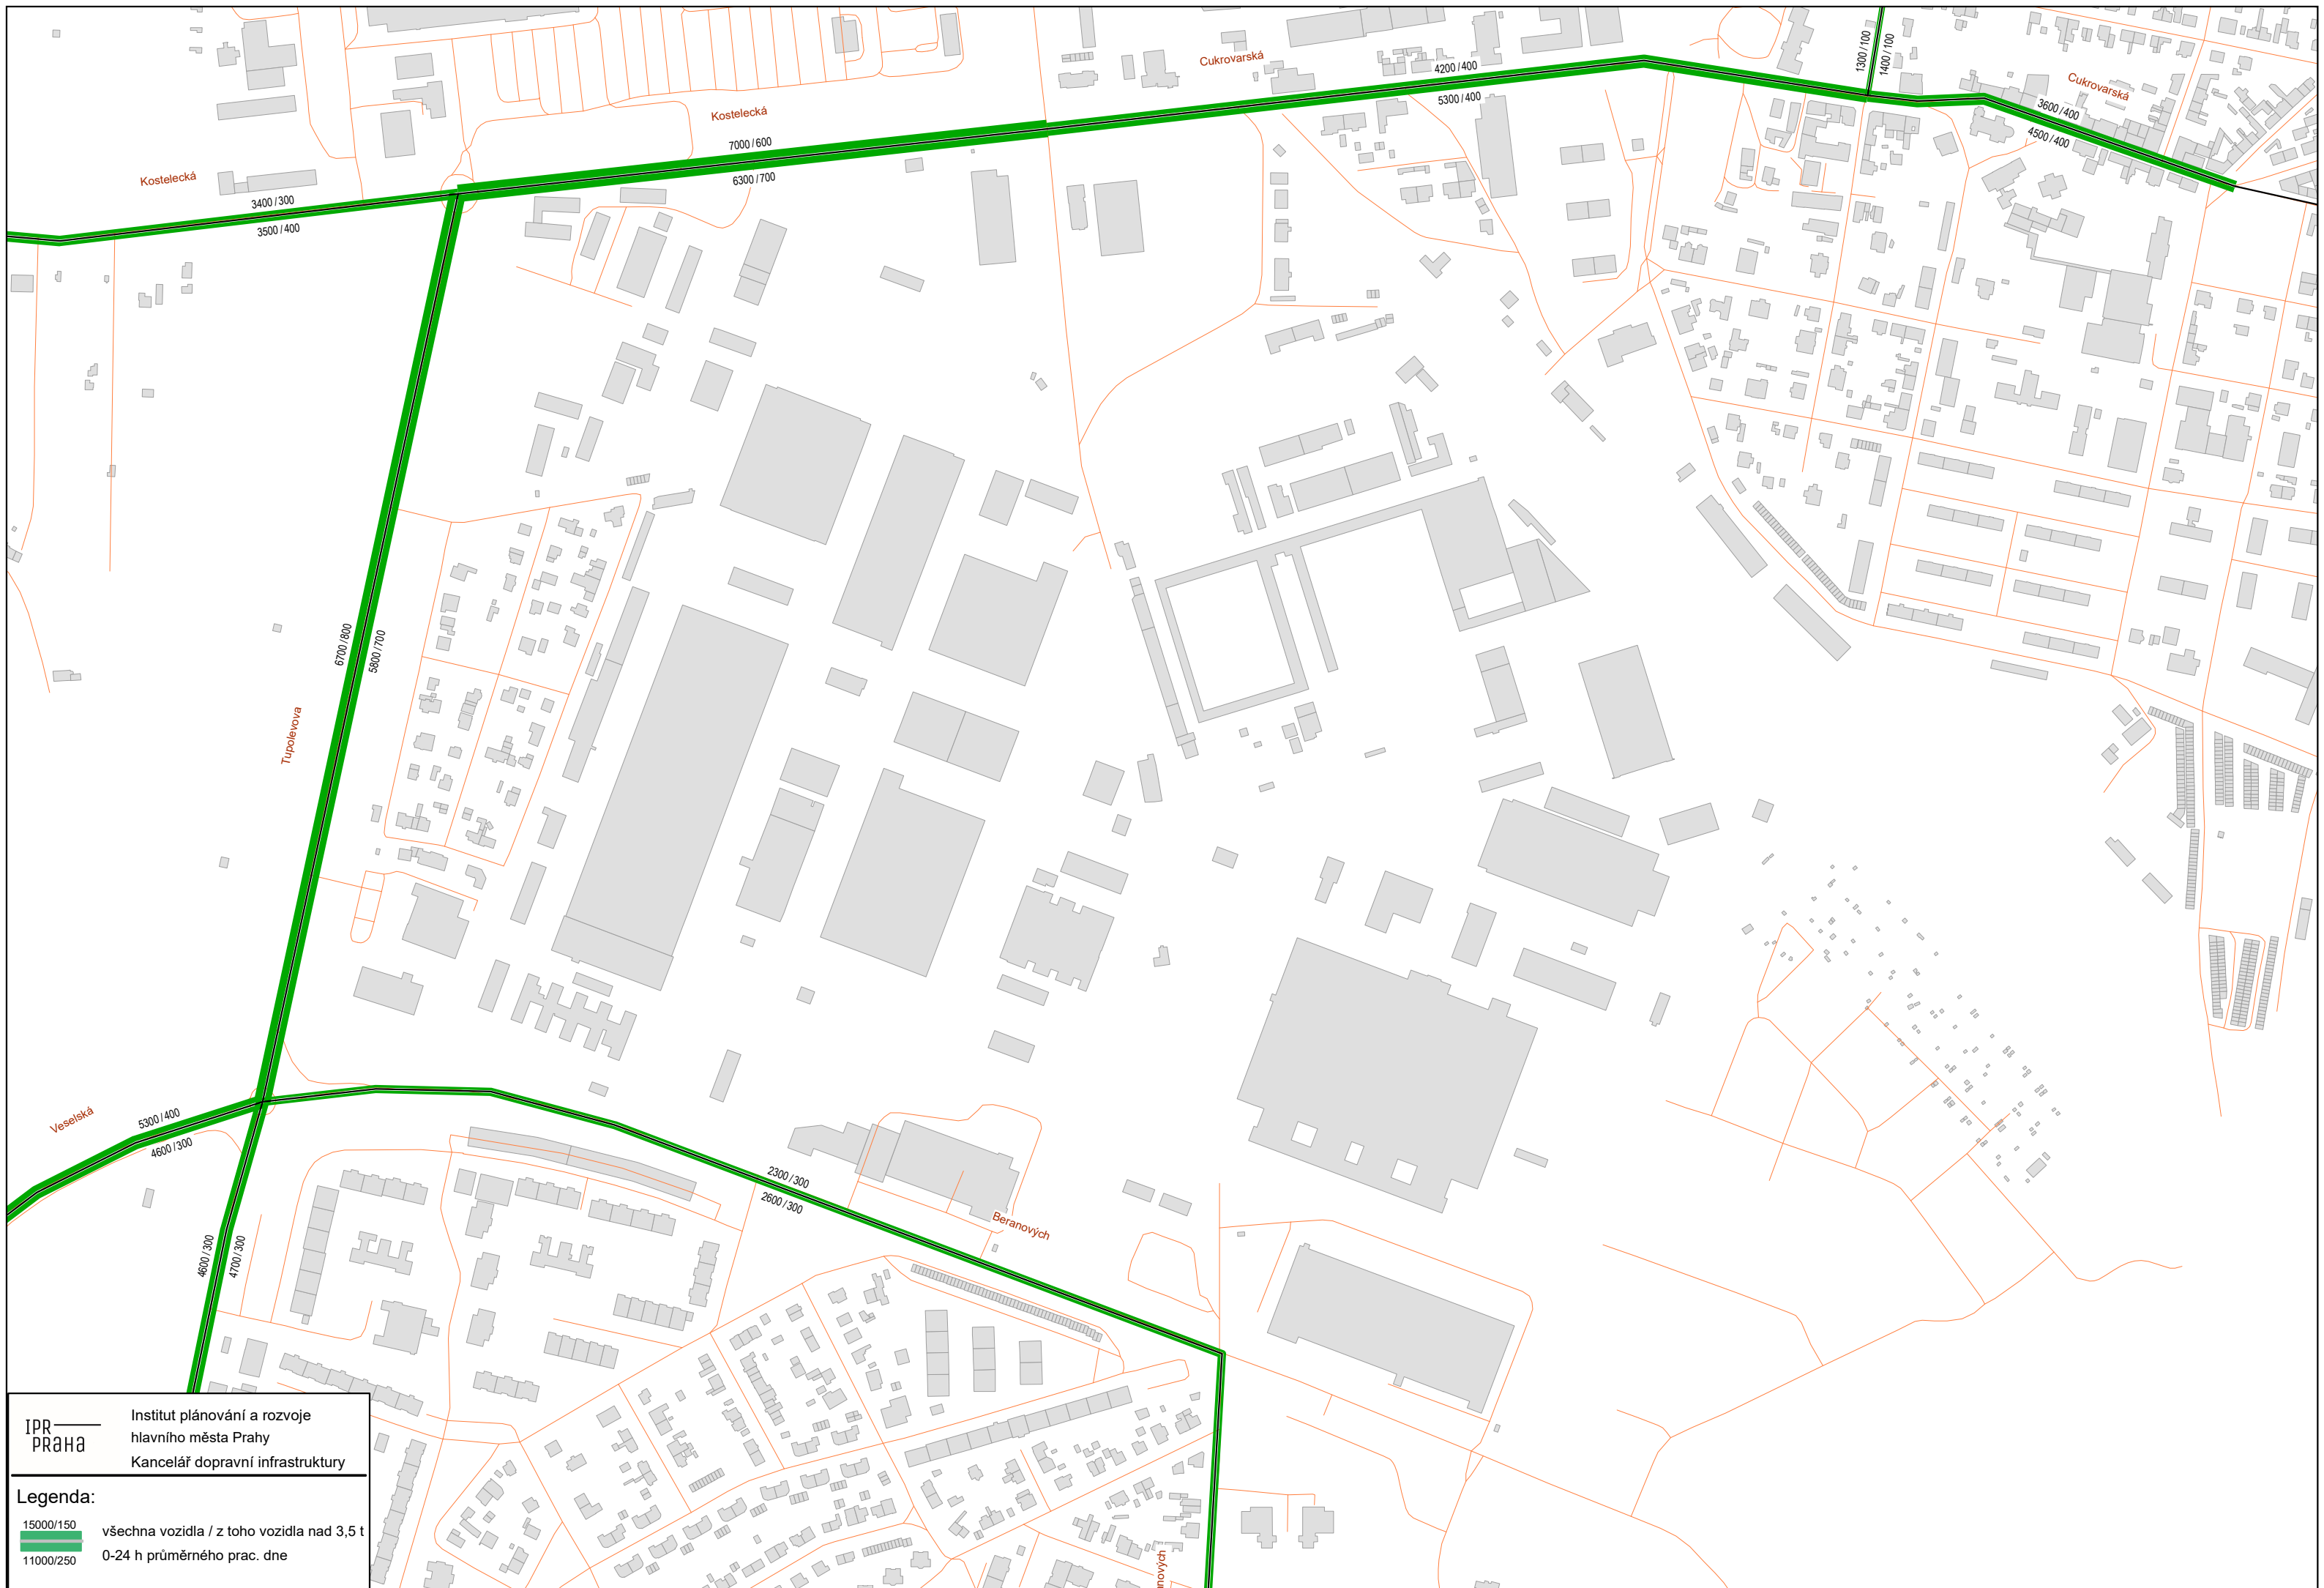 Cukrovarská
4200/400
5300/400
1300/100
1400/100
Cukrovarská
3600/400
4500/400
Kostelecká
7000/600
6300/700
Kostelecká
3400/300
3500/400
6700/800
5800/700
Tupolevova
Veselská
5300/400
4600/300
4600/300
4700/300
2300/300
2600/300
Beranových
IPR
PRAHA
Institut plánování a rozvoje
hlavního města Prahy
Kancelář dopravní infrastruktury
Legenda:
15000/150
11000/250
všechna vozidla / z toho vozidla nad 3,5 t
0-24 h průměrného prac. dne